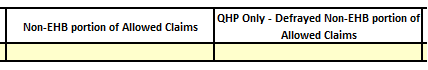 Non-EHB portion of Allowed Claims
QHP Only - Defrayed Non-EHB portion of
Allowed Claims